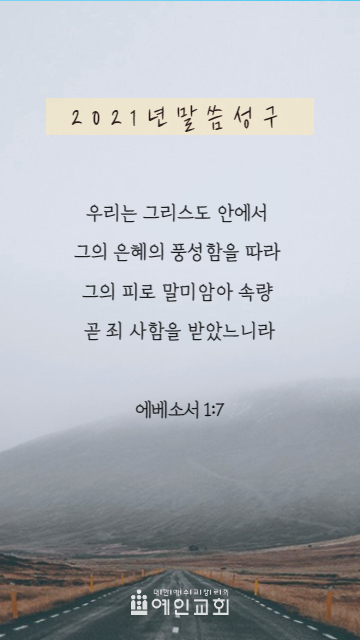 2021년말씀성구
우리는 그리스도 안에서
그의 은혜의 풍성함을 따라
그의 피로 말미암아 속량
곧 죄 사함을 받았느니라
에베소서 1:7
예인교회